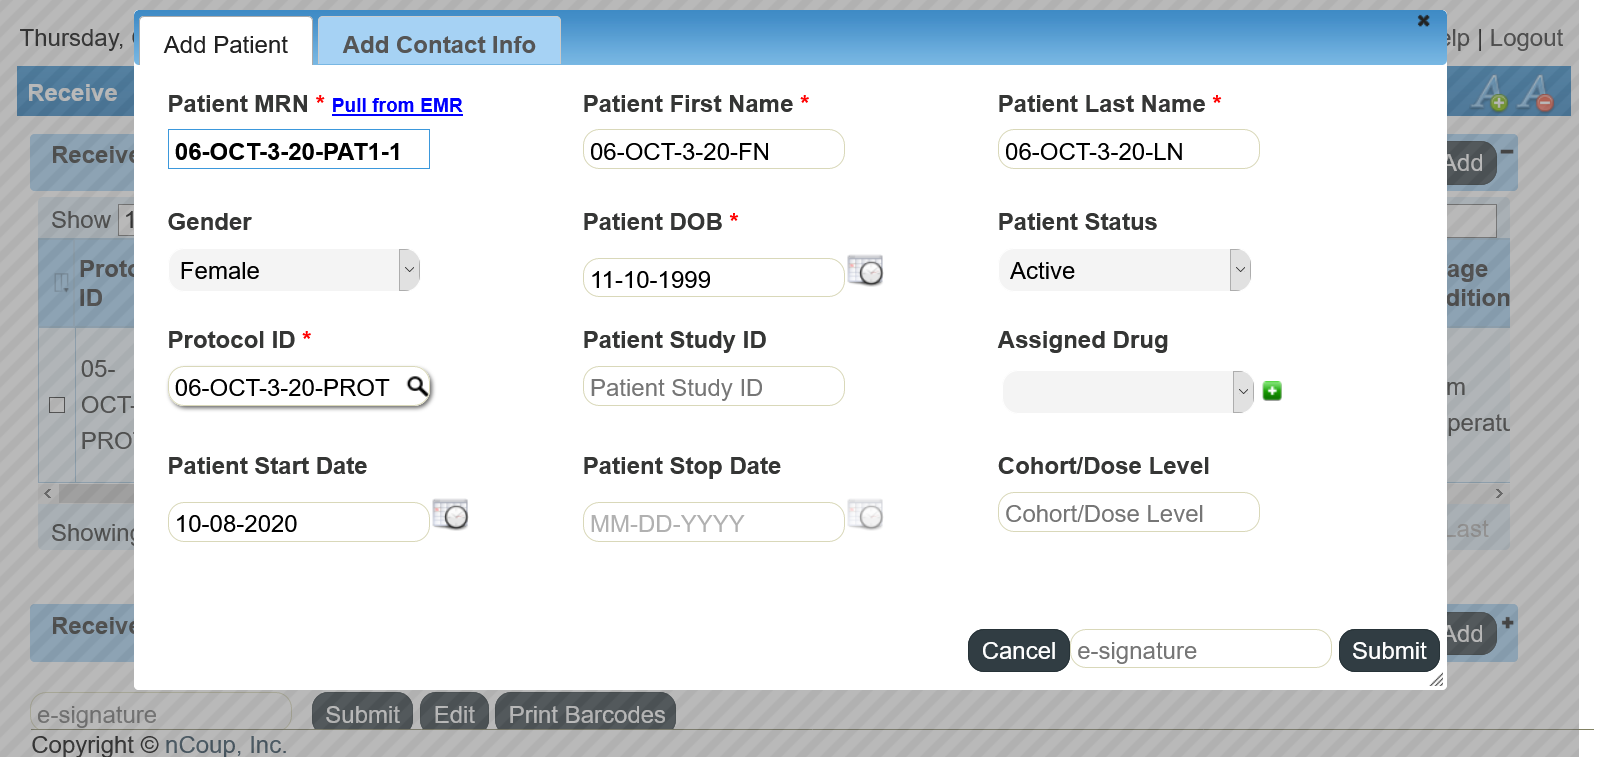 Thursday,
elp | Logout
Add Patient
Add Contact Info
Receive
Patient MRN * Pull from EMR
Patient First Name *
Patient Last Name *
06-OCT-3-20-PAT1-1
06-OCT-3-20-FN
06-OCT-3-20-LN
Receive
Add
Show 1
Gender
Patient DOB *
Patient Status
Female
11-10-1999
Active
Proto
ID
age
dition
Protocol ID *
Patient Study ID
Assigned Drug
06-OCT-3-20-PROT
Patient Study ID
05-
OCT-
PRO
m
peratu
Patient Start Date
Patient Stop Date
Cohort/Dose Level
10-08-2020
MM-DD-YYYY
Cohort/Dose Level
Showing
Last
Receive
Add
Cancel
e-signature
Submit
e-signature
Submit
Edit
Print Barcodes
Copyright © nCoup, Inc.